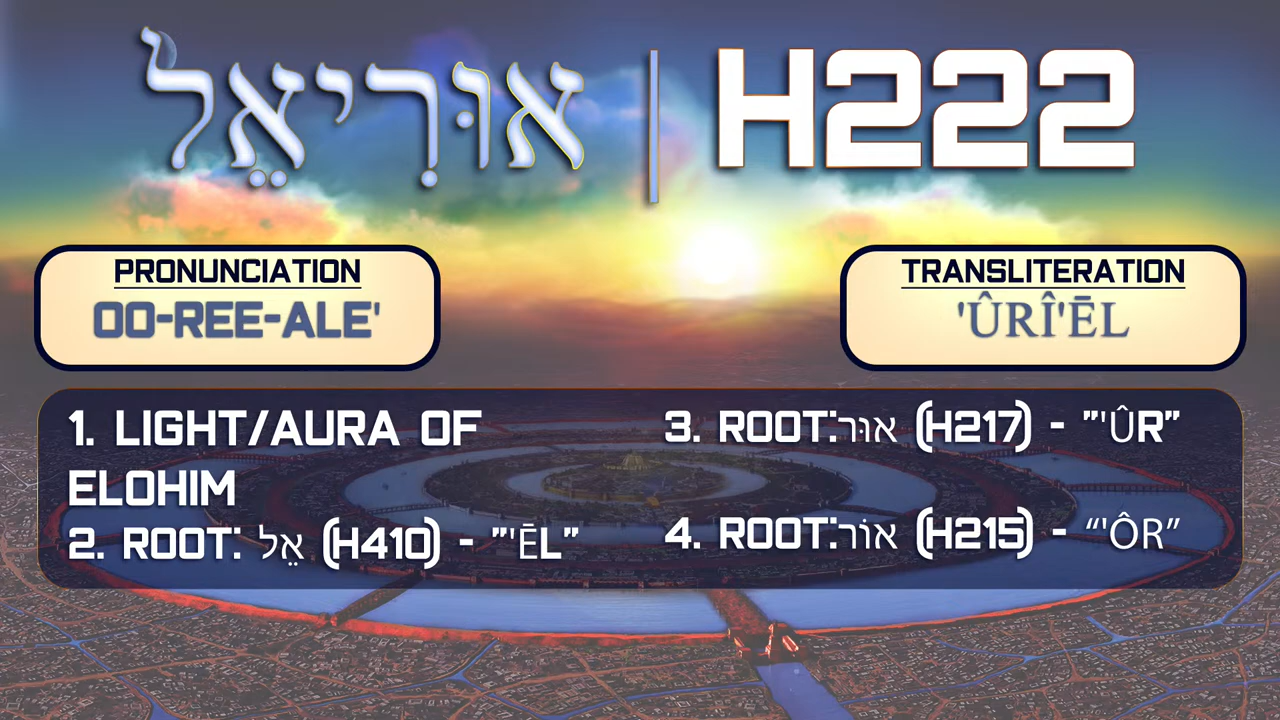 אוּרִיאֵל | H222
PRONUNCIATION
OO-REE-ALE'
TRANSLITERATION
'ÛRÎ'ĒL
1. LIGHT/AURA OF
ELOHIM
2. ROOT: אֵל (H410) - "'ĒL"
3. ROOT:אוּר (H217) - "'ÛR"
4. ROOT:אוֹר (H215) - “'ÔR”